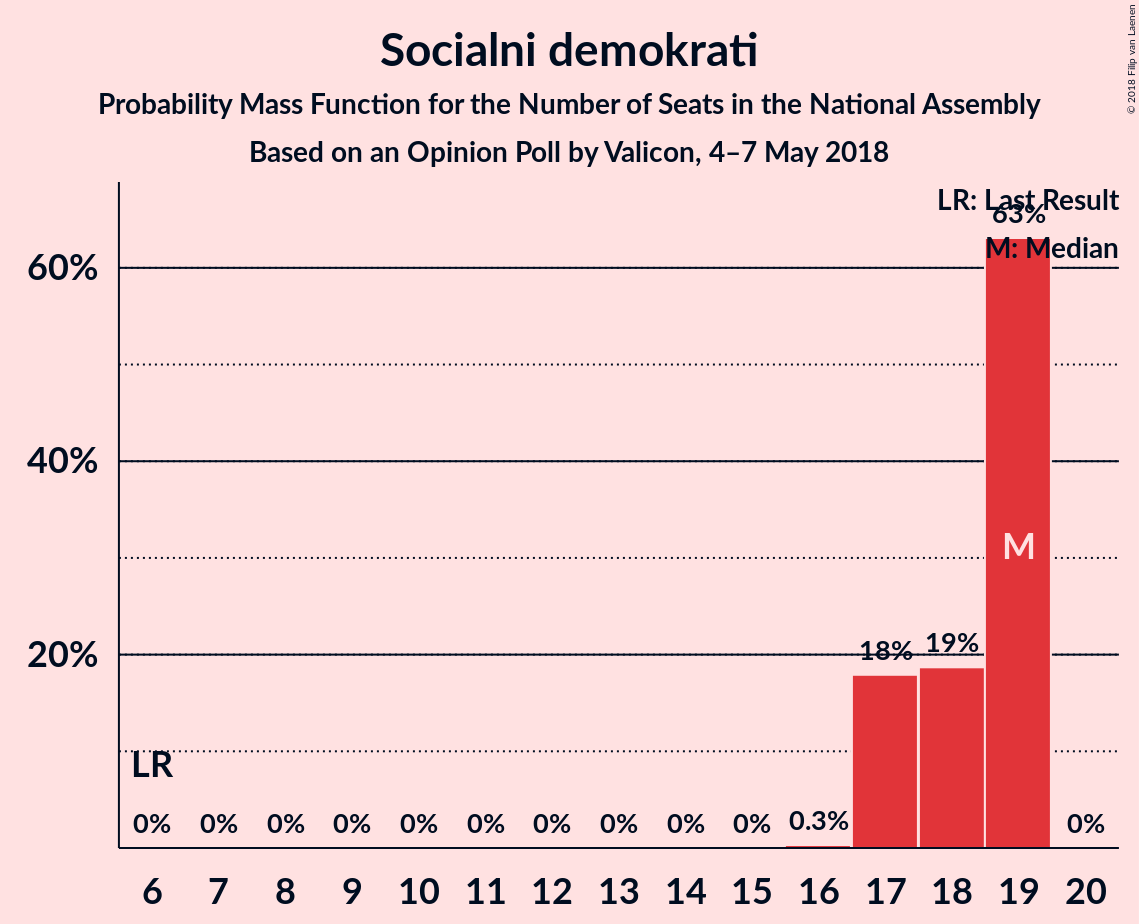 Socialni demokrati
Probability Mass Function for the Number of Seats in the National Assembly
Based on an Opinion Poll by Valicon, 4–7 May 2018
© 2018 Filip van Laenen
LR: Last Result
M: Median
63%
60%
40%
M
20%
18%
19%
LR
0%
0%
0%
0%
0%
0%
0%
0%
0%
0%
0.3%
0%
6 7 8 9 10 11 12 13 14 15 16 17 18 19 20